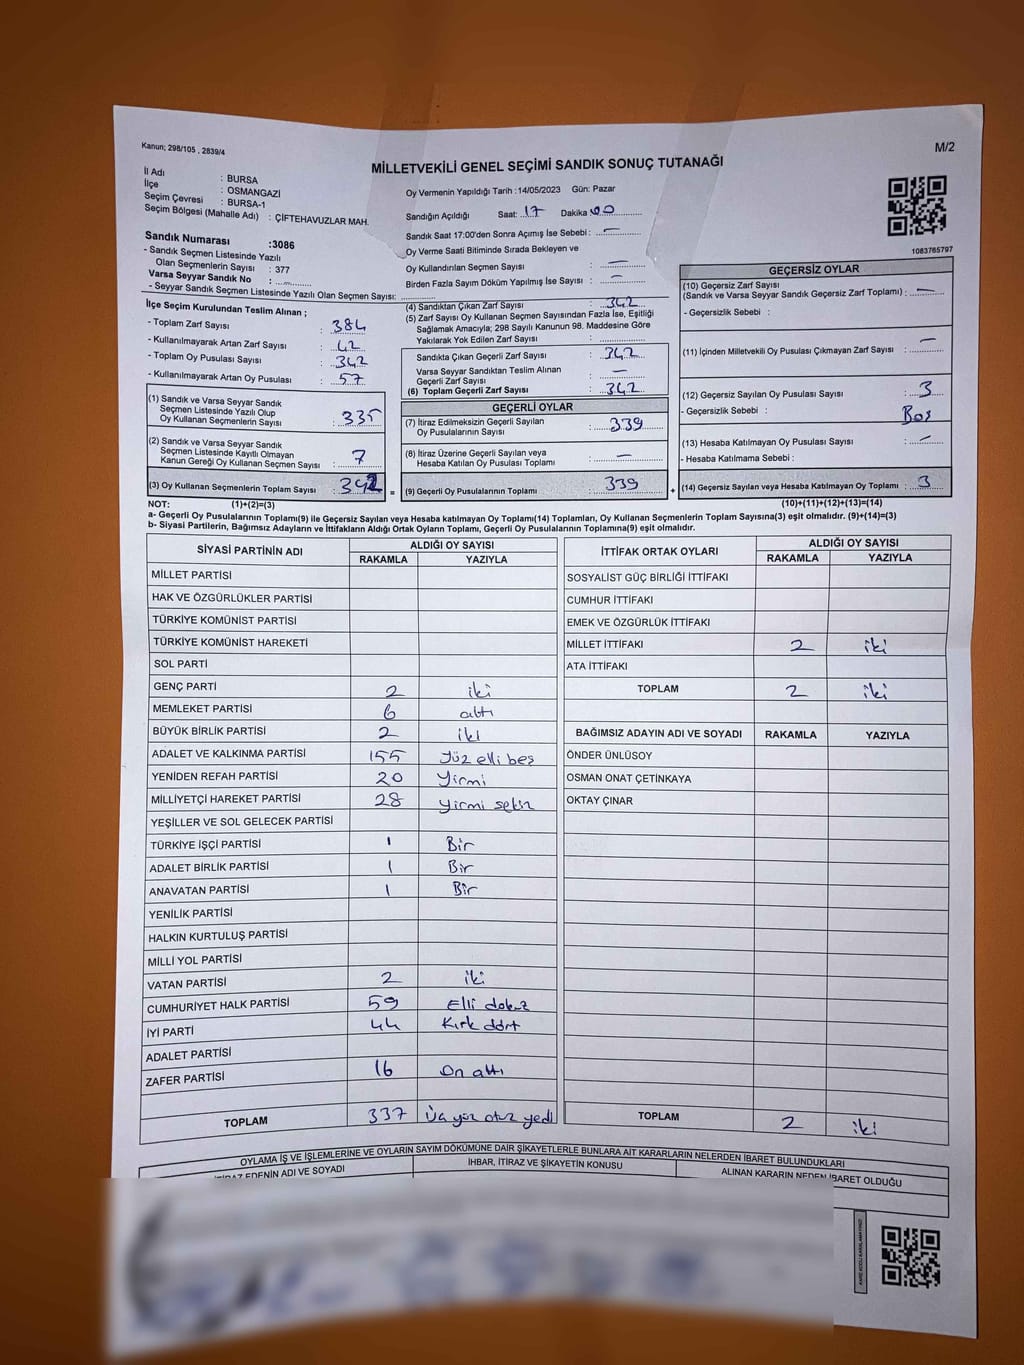 Kanun; 298/105 , 2839/4
M/2
MİLLETVEKİLİ GENEL SEÇİMİ SANDIK SONUÇ TUTANAĞI
İl Adı : BURSA
İlçe : OSMANGAZİ
Seçim Çevresi : BURSA-1
Seçim Bölgesi (Mahalle Adı) : ÇİFTEHAVUZLAR MAH.
Sandık Numarası :3086
- Sandık Seçmen Listesinde Yazılı
Olan Seçmenlerin Sayısı : 377
Varsa Seyyar Sandık No :
- Seyyar Sandık Seçmen Listesinde Yazılı Olan Seçmen Sayısı:
Oy Vermenin Yapıldığı Tarih :14/05/2023 Gün: Pazar
Sandığın Açıldığı Saat: 17 Dakika 00
Sandık Saat 17:00'den Sonra Açımış İse Sebebi : —
Oy Verme Saati Bitiminde Sırada Bekleyen ve
Oy Kullandırılan Seçmen Sayısı : —
Birden Fazla Sayım Döküm Yapılmış İse Sayısı : —
1083765797
İlçe Seçim Kurulundan Teslim Alınan ;
- Toplam Zarf Sayısı : 384
- Kullanılmayarak Artan Zarf Sayısı : 42
- Toplam Oy Pusulası Sayısı : 342
- Kullanılmayarak Artan Oy Pusulası : 57
(1) Sandık ve Varsa Seyyar Sandık
Seçmen Listesinde Yazılı Olup
Oy Kullanan Seçmenlerin Sayısı : 335
(2) Sandık ve Varsa Seyyar Sandık
Seçmen Listesinde Kayıtlı Olmayan
Kanun Gereği Oy Kullanan Seçmen Sayısı : 7
(3) Oy Kullanan Seçmenlerin Toplam Sayısı : 342 =
(4) Sandıktan Çıkan Zarf Sayısı : 342
(5) Zarf Sayısı Oy Kullanan Seçmen Sayısından Fazla İse, Eşitliği
Sağlamak Amacıyla; 298 Sayılı Kanunun 98. Maddesine Göre
Yakılarak Yok Edilen Zarf Sayısı :
Sandıkta Çıkan Geçerli Zarf Sayısı : 342
Varsa Seyyar Sandıktan Teslim Alınan
Geçerli Zarf Sayısı : —
(6) Toplam Geçerli Zarf Sayısı : 342
GEÇERLİ OYLAR
(7) İtiraz Edilmeksizin Geçerli Sayılan
Oy Pusulalarının Sayısı : 339
(8) İtiraz Üzerine Geçerli Sayılan veya
Hesaba Katılan Oy Pusulası Toplamı : —
(9) Geçerli Oy Pusulalarının Toplamı : 339 +
GEÇERSİZ OYLAR
(10) Geçersiz Zarf Sayısı
(Sandık ve Varsa Seyyar Sandık Geçersiz Zarf Toplamı) : —
- Geçersizlik Sebebi :
(11) İçinden Milletvekili Oy Pusulası Çıkmayan Zarf Sayısı : —
(12) Geçersiz Sayılan Oy Pusulası Sayısı : 3
- Geçersizlik Sebebi : Boş
(13) Hesaba Katılmayan Oy Pusulası Sayısı : —
- Hesaba Katılmama Sebebi :
(14) Geçersiz Sayılan veya Hesaba Katılmayan Oy Toplamı : 3
NOT: (1)+(2)=(3) (10)+(11)+(12)+(13)=(14)
a- Geçerli Oy Pusulalarının Toplamı(9) ile Geçersiz Sayılan veya Hesaba katılmayan Oy Toplamı(14) Toplamları, Oy Kullanan Seçmenlerin Toplam Sayısına(3) eşit olmalıdır. (9)+(14)=(3)
b- Siyasi Partilerin, Bağımsız Adayların ve İttifakların Aldığı Ortak Oyların Toplamı, Geçerli Oy Pusulalarının Toplamına(9) eşit olmalıdır.
SİYASİ PARTİNİN ADI ALDIĞI OY SAYISI
RAKAMLA YAZIYLA
MİLLET PARTİSİ
HAK VE ÖZGÜRLÜKLER PARTİSİ
TÜRKİYE KOMÜNİST PARTİSİ
TÜRKİYE KOMÜNİST HAREKETİ
SOL PARTİ
GENÇ PARTİ 2 iki
MEMLEKET PARTİSİ 6 altı
BÜYÜK BİRLİK PARTİSİ 2 iki
ADALET VE KALKINMA PARTİSİ 155 yüz elli beş
YENİDEN REFAH PARTİSİ 20 Yirmi
MİLLİYETÇİ HAREKET PARTİSİ 28 Yirmi sekiz
YEŞİLLER VE SOL GELECEK PARTİSİ
TÜRKİYE İŞÇİ PARTİSİ 1 Bir
ADALET BİRLİK PARTİSİ 1 Bir
ANAVATAN PARTİSİ 1 Bir
YENİLİK PARTİSİ
HALKIN KURTULUŞ PARTİSİ
MİLLİ YOL PARTİSİ
VATAN PARTİSİ 2 iki
CUMHURİYET HALK PARTİSİ 59 Elli dokuz
İYİ PARTİ 44 Kırk dört
ADALET PARTİSİ
ZAFER PARTİSİ 16 On altı
TOPLAM 337 Üç yüz otuz yedi
İTTİFAK ORTAK OYLARI ALDIĞI OY SAYISI
RAKAMLA YAZIYLA
SOSYALİST GÜÇ BİRLİĞİ İTTİFAKI
CUMHUR İTTİFAKI
EMEK VE ÖZGÜRLÜK İTTİFAKI
MİLLET İTTİFAKI 2 iki
ATA İTTİFAKI
TOPLAM 2 iki
BAĞIMSIZ ADAYIN ADI VE SOYADI RAKAMLA YAZIYLA
ÖNDER ÜNLÜSOY
OSMAN ONAT ÇETİNKAYA
OKTAY ÇINAR
TOPLAM 2 iki
OYLAMA İŞ VE İŞLEMLERİNE VE OYLARIN SAYIM DÖKÜMÜNE DAİR ŞİKAYETLERLE BUNLARA AİT KARARLARIN NELERDEN İBARET BULUNDUKLARI
İTİRAZ EDENİN ADI VE SOYADI İHBAR, İTİRAZ VE ŞİKAYETİN KONUSU ALINAN KARARIN NEDEN İBARET OLDUĞU